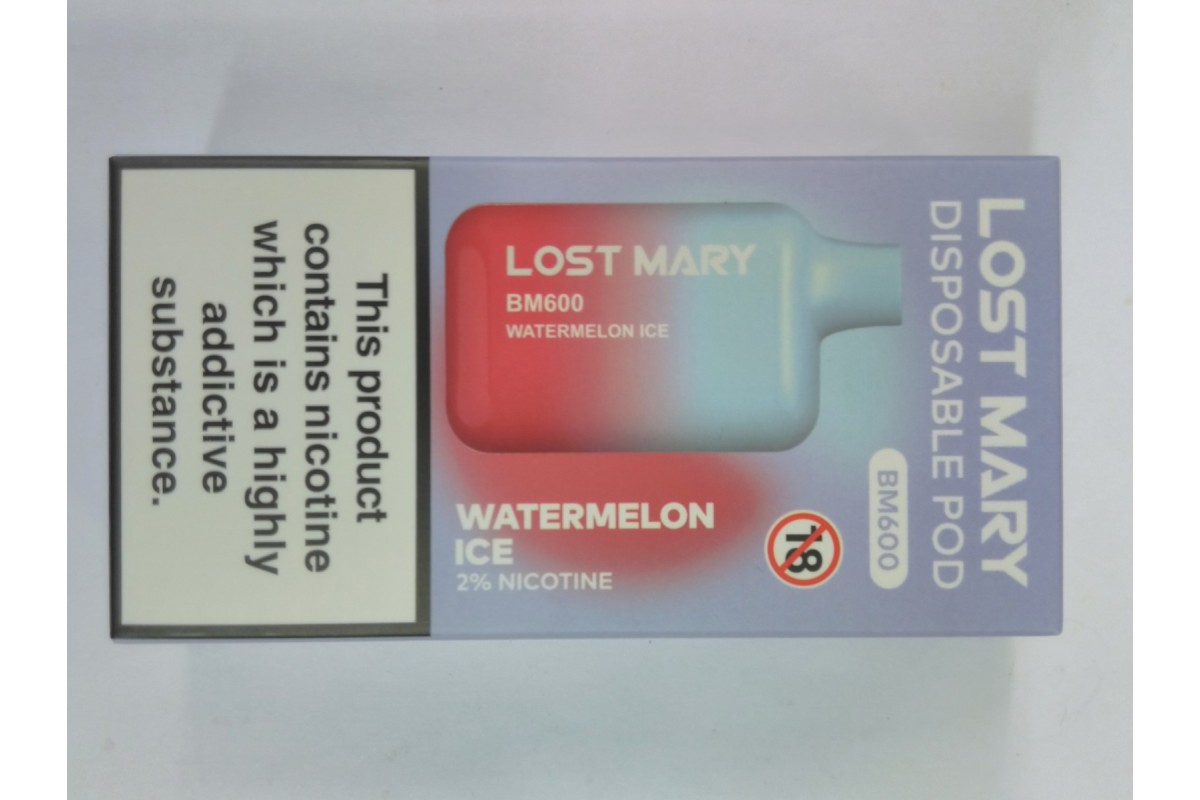 LOST MARY
DISPOSABLE POD
BM600
LOST MARY
BM600
WATERMELON ICE
WATERMELON
ICE
2% NICOTINE
18
This product
contains nicotine
which is a highly
addictive
substance.